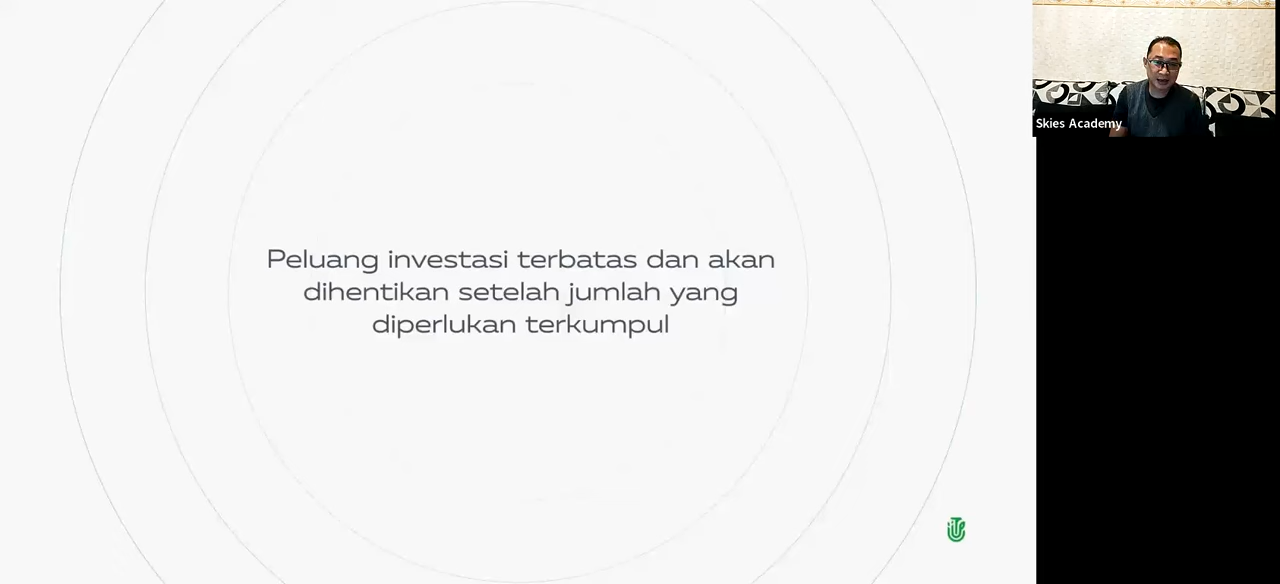 Peluang investasi terbatas dan akan
dihentikan setelah jumlah yang
diperlukan terkumpul
Skies Academy